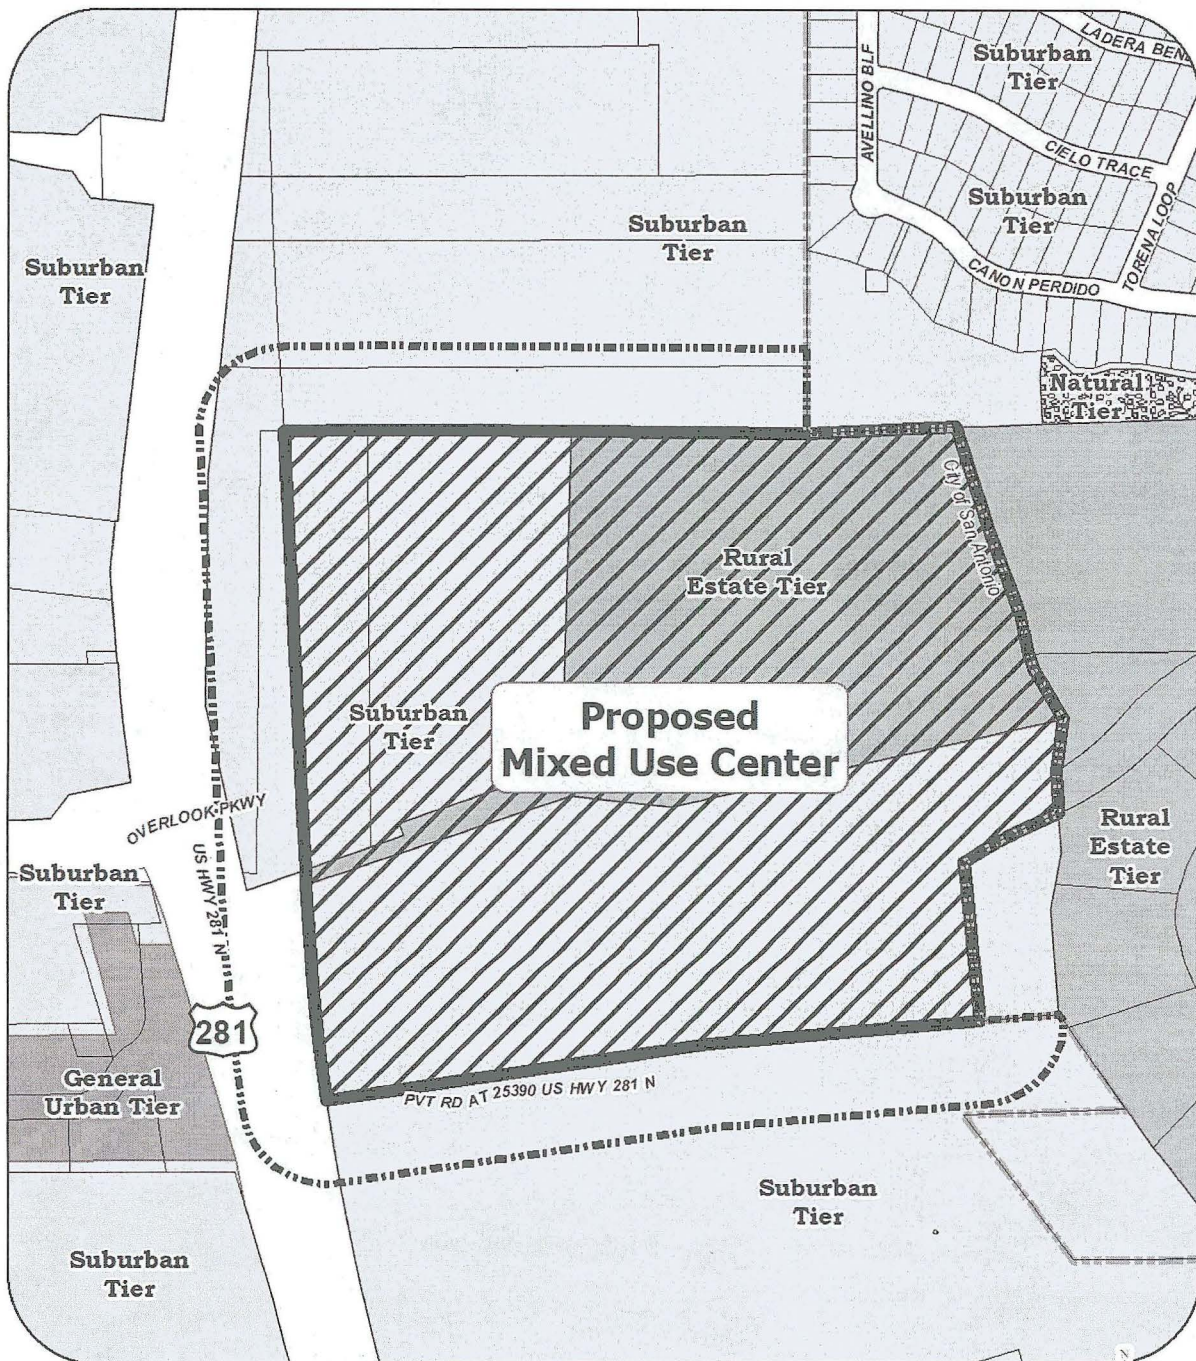 LADERA BEN
Suburban
Tier
AVELLINO BLF
CIELO TRACE
Suburban
Tier
TORENA LOOP
CANON PERDIDO
Suburban
Tier
Suburban
Tier
Natural
Tier
City of San Antonio
Rural
Estate Tier
Suburban
Tier
Proposed
Mixed Use Center
OVERLOOK PKWY
US HWY 281 N
Rural
Estate
Tier
Suburban
Tier
281
General
Urban Tier
PVT RD AT 25390 US HWY 281 N
Suburban
Tier
Suburban
Tier
N